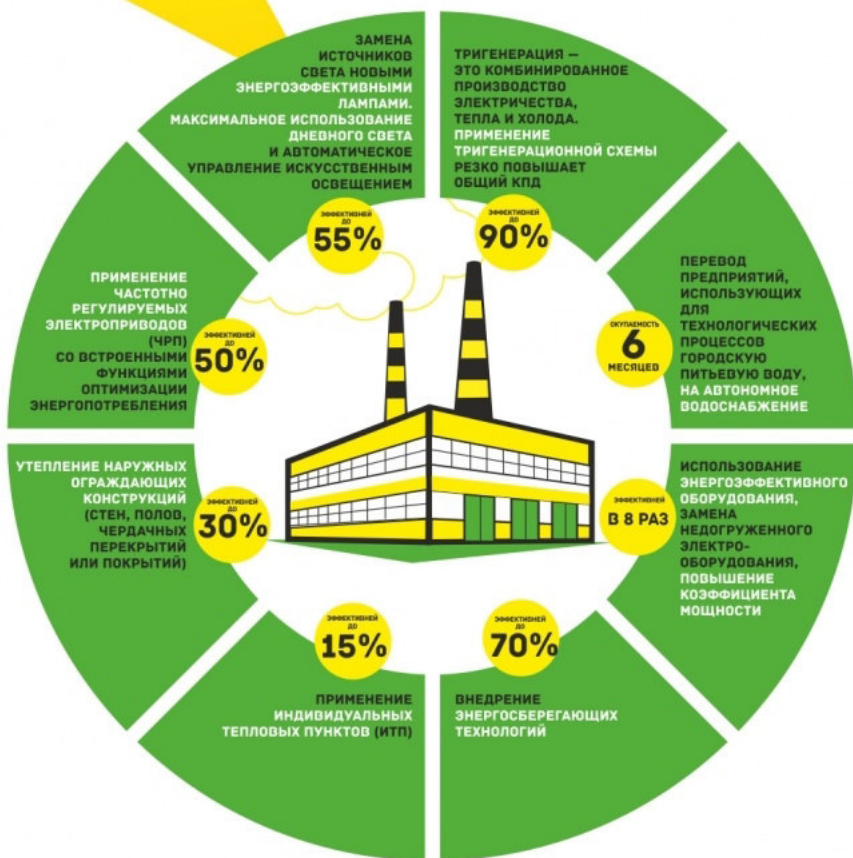 ЗАМЕНА
ИСТОЧНИКОВ
СВЕТА НОВЫМИ
ЭНЕРГОЭФФЕКТИВНЫМИ
ЛАМПАМИ.
МАКСИМАЛЬНОЕ ИСПОЛЬЗОВАНИЕ
ДНЕВНОГО СВЕТА
И АВТОМАТИЧЕСКОЕ
УПРАВЛЕНИЕ ИСКУССТВЕННЫМ
ОСВЕЩЕНИЕМ
ЭФФЕКТИВНЕЙ
ДО
55%
ТРИГЕНЕРАЦИЯ —
ЭТО КОМБИНИРОВАННОЕ
ПРОИЗВОДСТВО
ЭЛЕКТРИЧЕСТВА,
ТЕПЛА И ХОЛОДА.
ПРИМЕНЕНИЕ
ТРИГЕНЕРАЦИОННОЙ СХЕМЫ
РЕЗКО ПОВЫШАЕТ
ОБЩИЙ КПД
ЭФФЕКТИВНЕЙ
ДО
90%
ПЕРЕВОД
ПРЕДПРИЯТИЙ,
ИСПОЛЬЗУЮЩИХ
ДЛЯ
ТЕХНОЛОГИЧЕСКИХ
ПРОЦЕССОВ
ГОРОДСКУЮ
ПИТЬЕВУЮ ВОДУ,
НА АВТОНОМНОЕ
ВОДОСНАБЖЕНИЕ
ОКУПАЕМОСТЬ
6
МЕСЯЦЕВ
ИСПОЛЬЗОВАНИЕ
ЭНЕРГОЭФФЕКТИВНОГО
ОБОРУДОВАНИЯ,
ЗАМЕНА
НЕДОГРУЖЕННОГО
ЭЛЕКТРО-
ОБОРУДОВАНИЯ,
ПОВЫШЕНИЕ
КОЭФФИЦИЕНТА
МОЩНОСТИ
ЭФФЕКТИВНЕЙ
В 8 РАЗ
ЭФФЕКТИВНЕЙ
ДО
70%
ВНЕДРЕНИЕ
ЭНЕРГОСБЕРЕГАЮЩИХ
ТЕХНОЛОГИЙ
ЭФФЕКТИВНЕЙ
ДО
15%
ПРИМЕНЕНИЕ
ИНДИВИДУАЛЬНЫХ
ТЕПЛОВЫХ ПУНКТОВ (ИТП)
УТЕПЛЕНИЕ НАРУЖНЫХ
ОГРАЖДАЮЩИХ
КОНСТРУКЦИЙ
(СТЕН, ПОЛОВ,
ЧЕРДАЧНЫХ
ПЕРЕКРЫТИЙ
ИЛИ ПОКРЫТИЙ)
ЭФФЕКТИВНЕЙ
ДО
30%
ПРИМЕНЕНИЕ
ЧАСТОТНО
РЕГУЛИРУЕМЫХ
ЭЛЕКТРОПРИВОДОВ
(ЧРП)
СО ВСТРОЕННЫМИ
ФУНКЦИЯМИ
ОПТИМИЗАЦИИ
ЭНЕРГОПОТРЕБЛЕНИЯ
ЭФФЕКТИВНЕЙ
ДО
50%